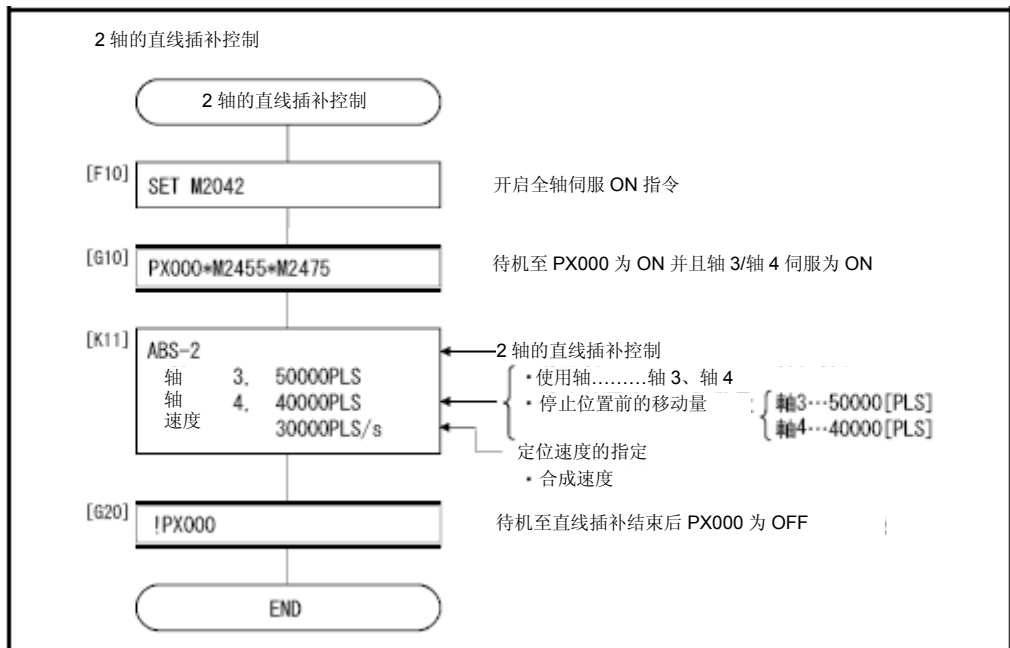 2 轴的直线插补控制
2 轴的直线插补控制
[F10]
SET M2042
开启全轴伺服 ON 指令
[G10]
PX000*M2455*M2475
待机至 PX000 为 ON 并且轴 3/轴 4 伺服为 ON
[K11]
ABS-2
轴 3, 50000PLS
轴 4, 40000PLS
速度 30000PLS/s
2 轴的直线插补控制
・使用轴………轴 3、轴 4
・停止位置前的移动量 :
軸3…50000[PLS]
軸4…40000[PLS]
定位速度的指定
・合成速度
[G20]
!PX000
待机至直线插补结束后 PX000 为 OFF
END